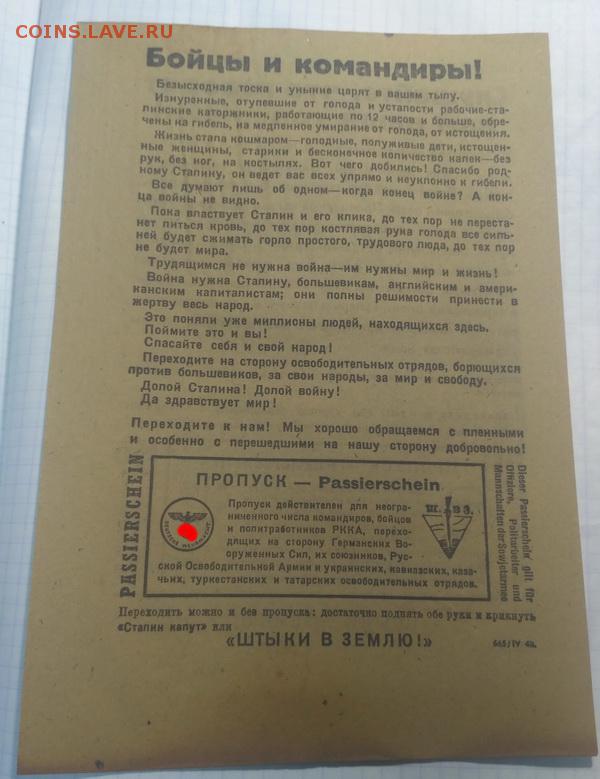 COINS.LAVE.RU
Бойцы и командиры!
Безысходная тоска и уныние царят в вашем тылу.
Изнуренные, отупевшие от голода и усталости рабочие-ста-
линские каторжники, работающие по 12 часов и больше, обре-
чены на гибель, на медленное умирание от голода, от истощения.
Жизнь стала кошмаром—голодные, полуживые дети, истощен-
ные женщины, старики и бесконечное количество калек—без
рук, без ног, на костылях. Вот чего добились! Спасибо род-
ному Сталину, он ведет вас всех упрямо и неуклонно к гибели.
Все думают лишь об одном—когда конец войне? А кон-
ца войны не видно.
Пока властвует Сталин и его клика, до тех пор не переста-
нет питься кровь, до тех пор костлявая рука голода все силь-
ней будет сжимать горло простого, трудового люда, до тех пор
не будет мира.
Трудящимся не нужна война—им нужны мир и жизнь!
Война нужна Сталину, большевикам, английским и амери-
канским капиталистам; они полны решимости принести в
жертву весь народ.
Это поняли уже миллионы людей, находящихся здесь.
Поймите это и вы!
Спасайте себя и свой народ!
Переходите на сторону освободительных отрядов, борющихся
против большевиков, за свои народы, за мир и свободу.
Долой Сталина! Долой войну!
Да здравствует мир!
Переходите к нам! Мы хорошо обращаемся с пленными
и особенно с перешедшими на нашу сторону добровольно!
PASSIERSCHEIN
ПРОПУСК — Passierschein
Пропуск действителен для неогра-
ниченного числа командиров, бойцов
и политработников РККА, перехо-
дящих на сторону Германских Во-
оруженных Сил, их союзников, Рус-
ской Освободительной Армии и украинских, кавказских, каза-
чьих, туркестанских и татарских освободительных отрядов.
DEUTSCHE WEHRMACHT
Ш. В З.
Dieser Passierschein gilt für
Offiziere, Politarbeiter und
Mannschaften der Sowjetarmee
Переходить можно и без пропуска: достаточно поднять обе руки и крикнуть
«Сталин капут» или
«ШТЫКИ В ЗЕМЛЮ!»
665/IV 43.